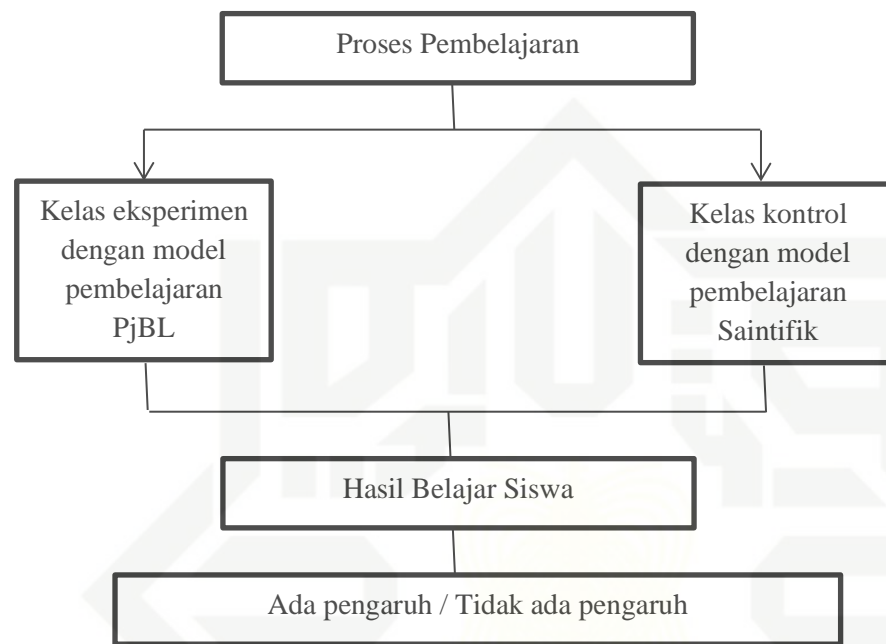 Proses Pembelajaran
Kelas eksperimen
dengan model
pembelajaran
PjBL
Kelas kontrol
dengan model
pembelajaran
Saintifik
Hasil Belajar Siswa
Ada pengaruh / Tidak ada pengaruh